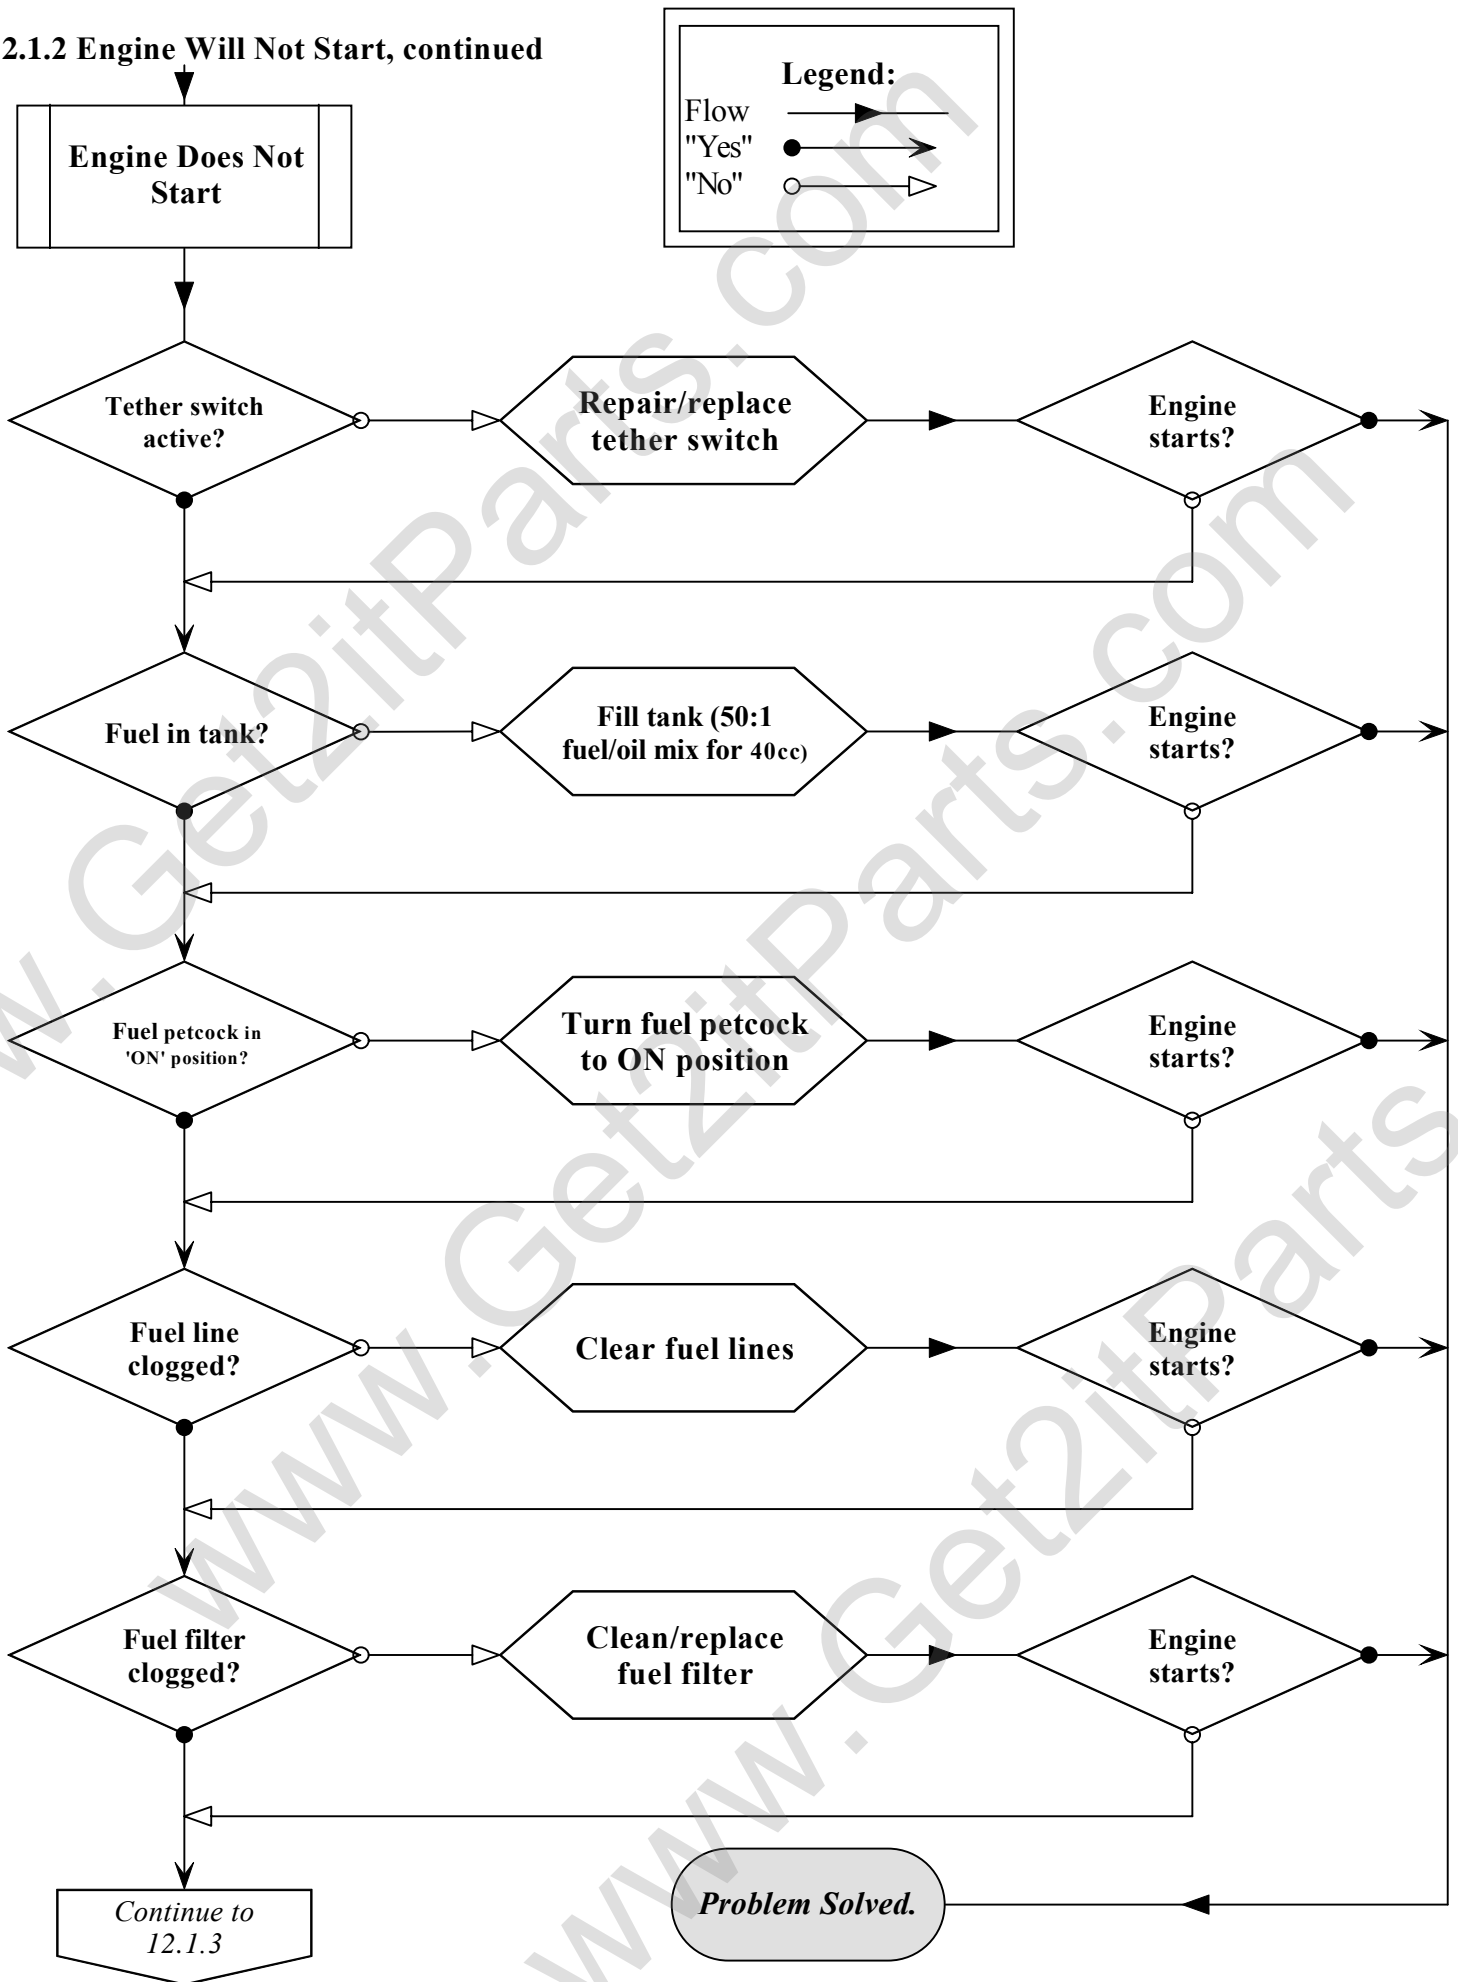 2.1.2 Engine Will Not Start, continued
Legend:
Flow
"Yes"
"No"
Engine Does Not
Start
Tether switch
active?
Repair/replace
tether switch
Engine
starts?
Fuel in tank?
Fill tank (50:1
fuel/oil mix for 40cc)
Engine
starts?
Fuel petcock in
'ON' position?
Turn fuel petcock
to ON position
Engine
starts?
Fuel line
clogged?
Clear fuel lines
Engine
starts?
Fuel filter
clogged?
Clean/replace
fuel filter
Engine
starts?
Continue to
12.1.3
Problem Solved.
w.Get2itParts.com
www.Get2itParts.com
www.Get2itParts